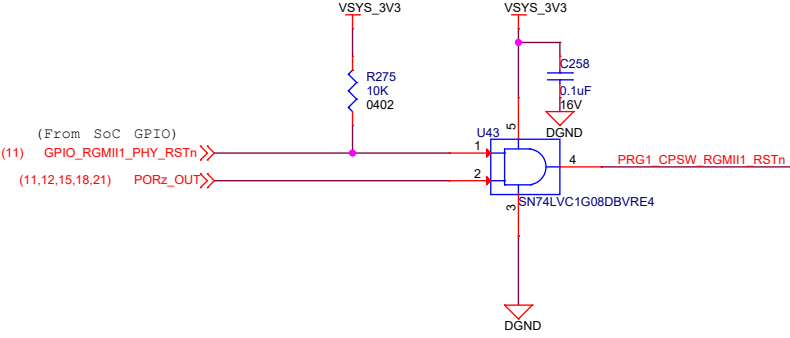 VSYS_3V3
VSYS_3V3
R275
10K
0402
C258
0.1uF
16V
DGND
(From SoC GPIO)
(11) GPIO_RGMII1_PHY_RSTn
(11,12,15,18,21) PORz_OUT
U43
1
2
5
4
3
PRG1_CPSW_RGMII1_RSTn
SN74LVC1G08DBVRE4
DGND